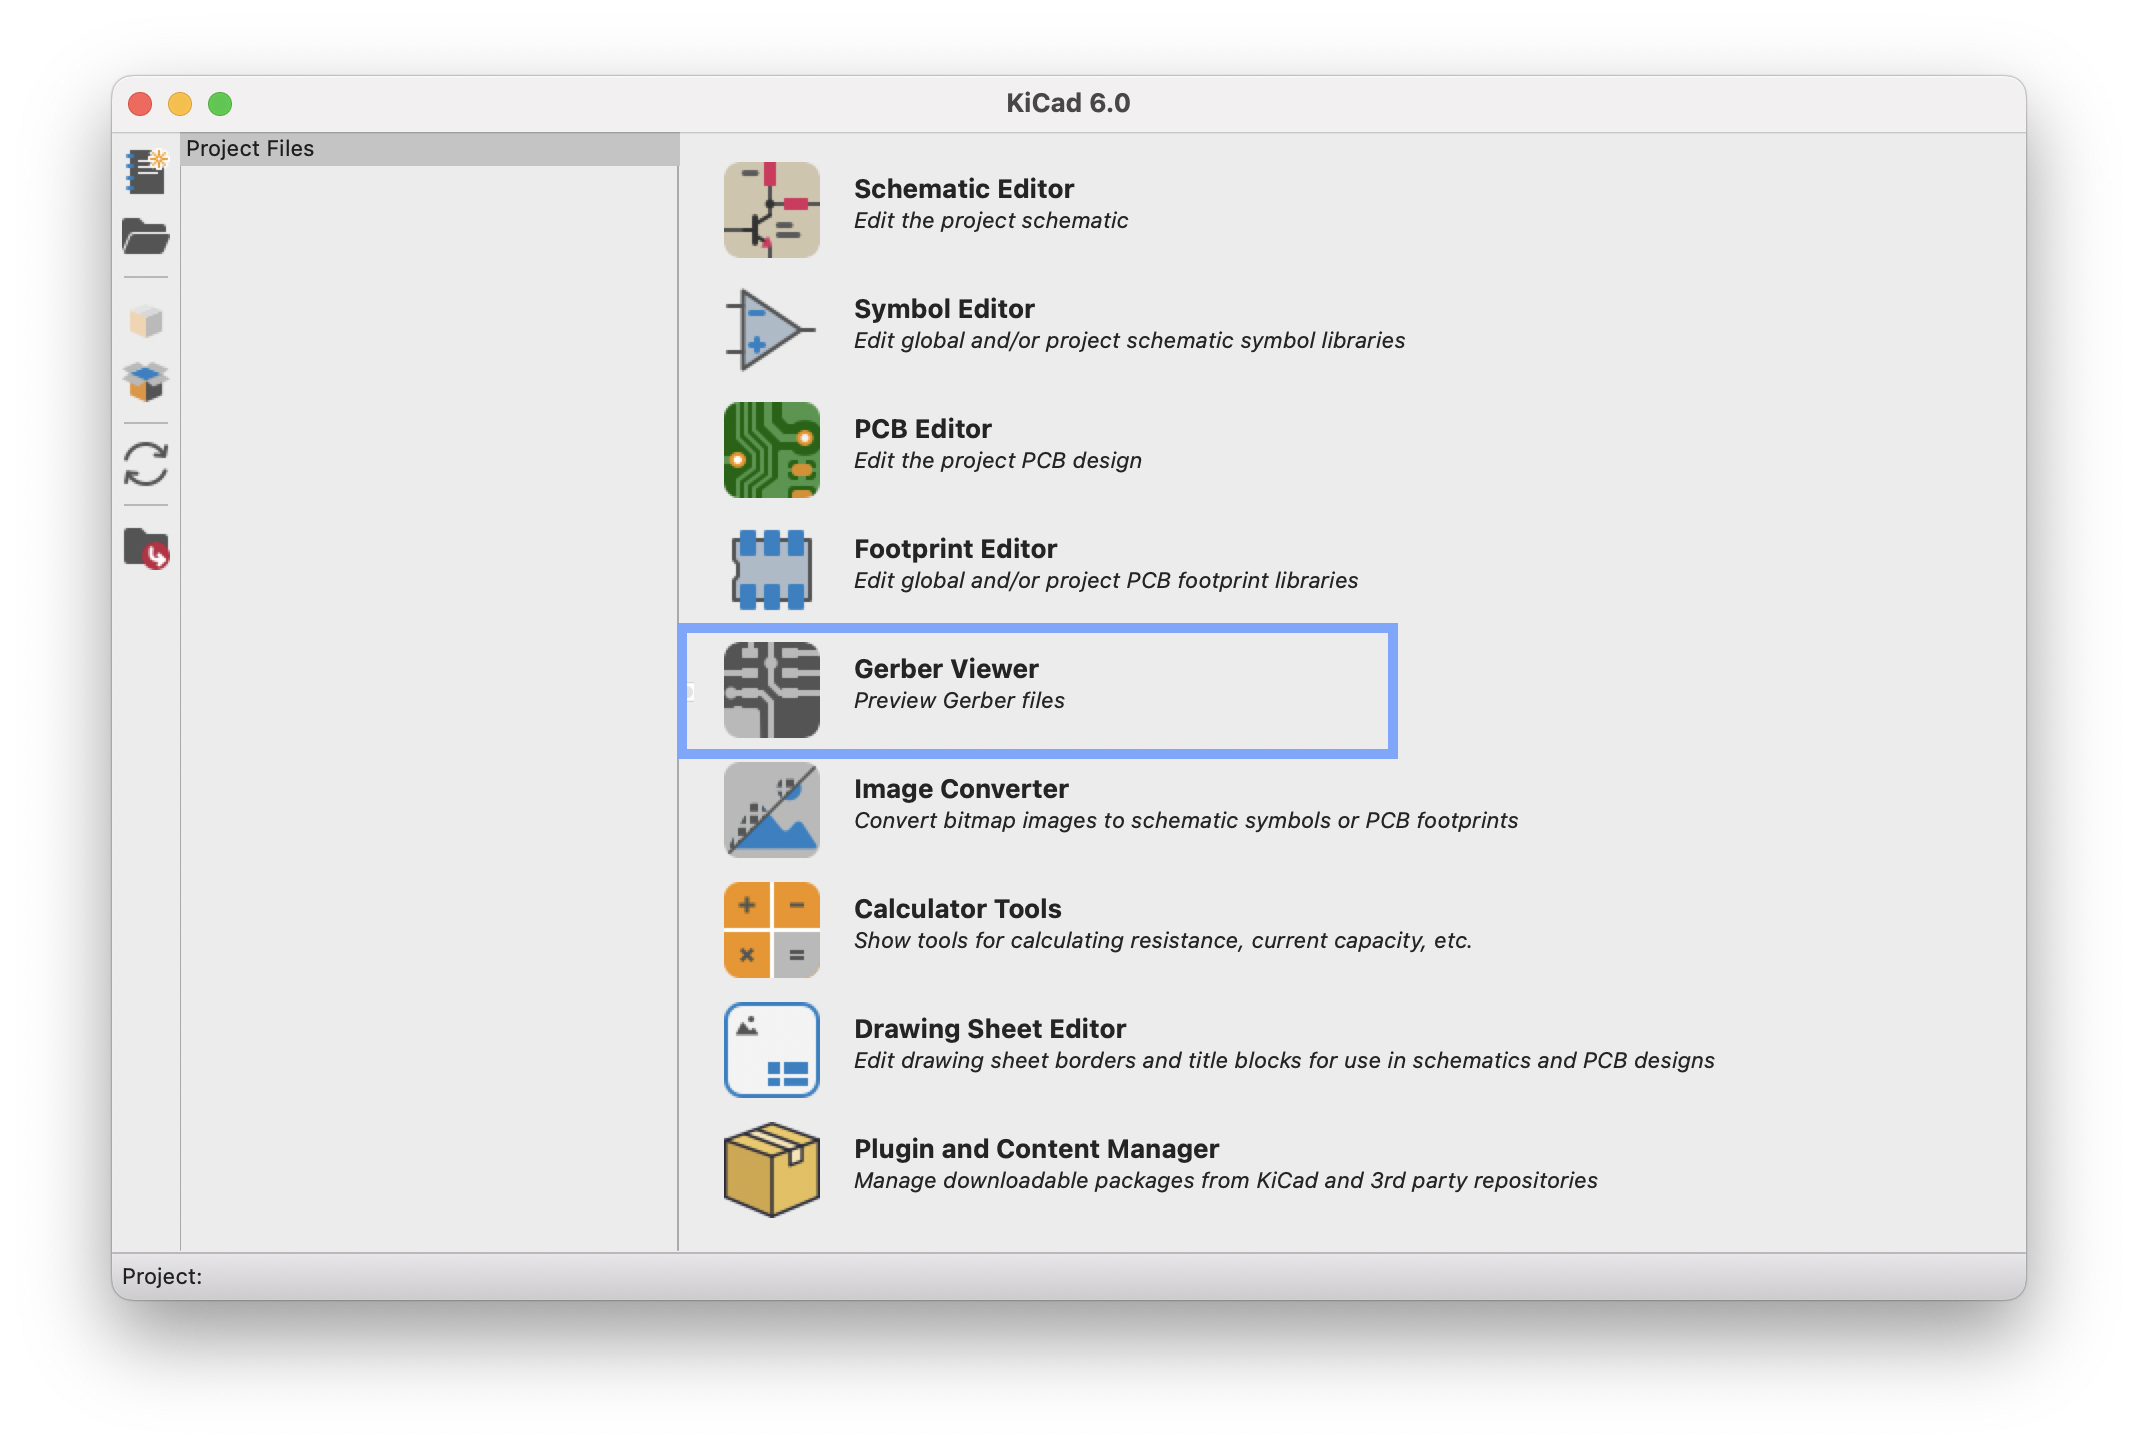 KiCad 6.0
Project Files
Schematic Editor
Edit the project schematic
Symbol Editor
Edit global and/or project schematic symbol libraries
PCB Editor
Edit the project PCB design
Footprint Editor
Edit global and/or project PCB footprint libraries
Gerber Viewer
Preview Gerber files
Image Converter
Convert bitmap images to schematic symbols or PCB footprints
Calculator Tools
Show tools for calculating resistance, current capacity, etc.
Drawing Sheet Editor
Edit drawing sheet borders and title blocks for use in schematics and PCB designs
Plugin and Content Manager
Manage downloadable packages from KiCad and 3rd party repositories
Project: